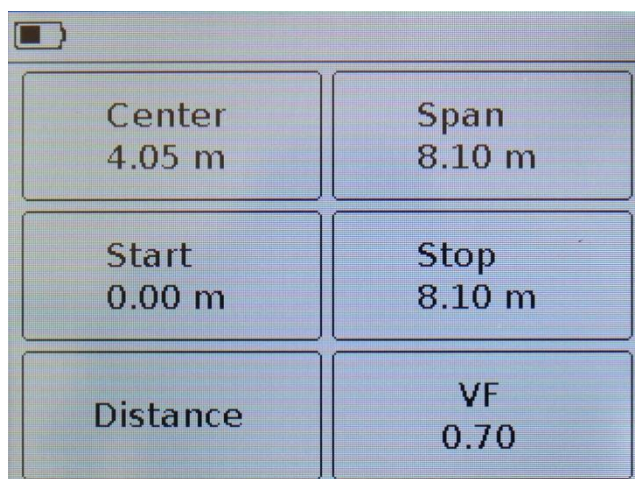 Center
4.05 m
Span
8.10 m
Start
0.00 m
Stop
8.10 m
Distance
VF
0.70